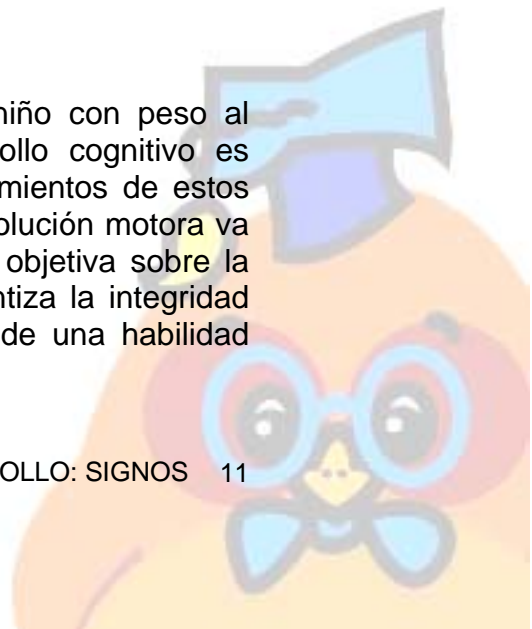 niño con peso al
ollo cognitivo es
mientos de estos
olución motora va
objetiva sobre la
ntiza la integridad
de una habilidad
OLLO: SIGNOS 11